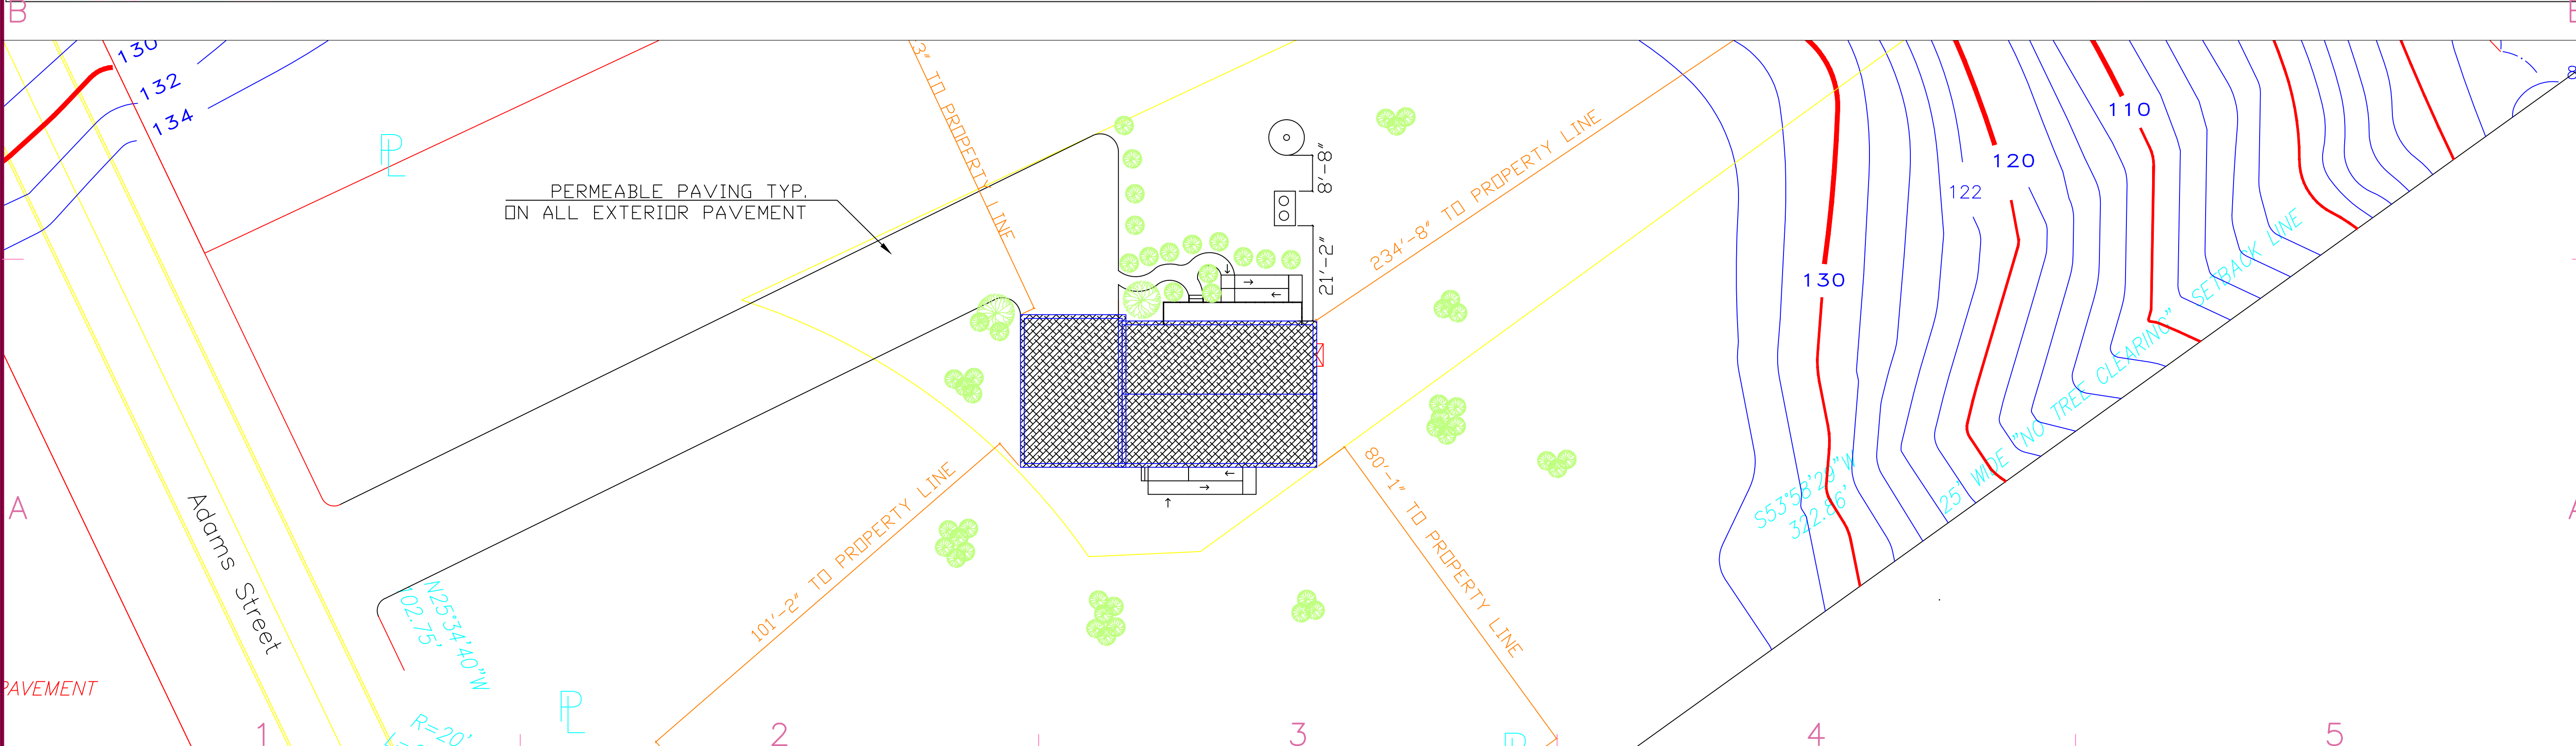 B
130
132
134
PL
3" TO PROPERTY LINE
PERMEABLE PAVING TYP.
ON ALL EXTERIOR PAVEMENT
8'-8"
21'-2"
234'-8" TO PROPERTY LINE
130
122
120
110
25' WIDE "NO TREE CLEARING" SETBACK LINE
S53°58'29"W
322.86'
A
Adams Street
101'-2" TO PROPERTY LINE
80'-1" TO PROPERTY LINE
N25°34'40"W
102.75'
PAVEMENT
PL
R=20'
1
2
3
4
5